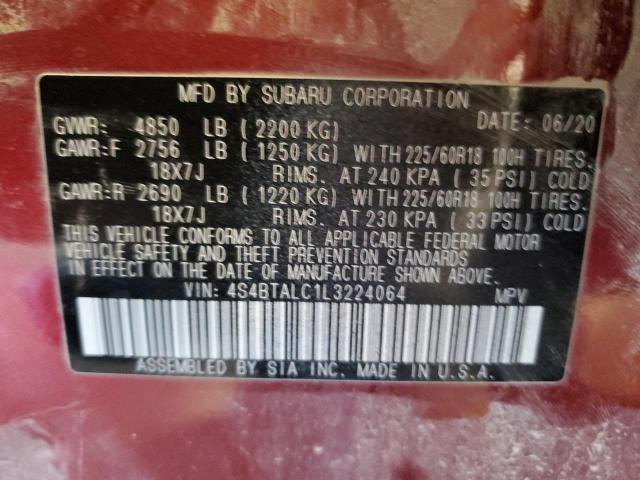 MFD BY SUBARU CORPORATION
GVWR: 4850 LB ( 2200 KG) DATE: 06/20
GAWR:F 2756 LB ( 1250 KG) WITH 225/60R18 100H TIRES.
18X7J RIMS. AT 240 KPA ( 35 PSI) COLD
GAWR:R 2690 LB ( 1220 KG) WITH 225/60R18 100H TIRES.
18X7J RIMS. AT 230 KPA ( 33 PSI) COLD
THIS VEHICLE CONFORMS TO ALL APPLICABLE FEDERAL MOTOR
VEHICLE SAFETY AND THEFT PREVENTION STANDARDS
IN EFFECT ON THE DATE OF MANUFACTURE SHOWN ABOVE.
VIN: 4S4BTALC1L3224064 MPV
ASSEMBLED BY SIA INC. MADE IN U.S.A.